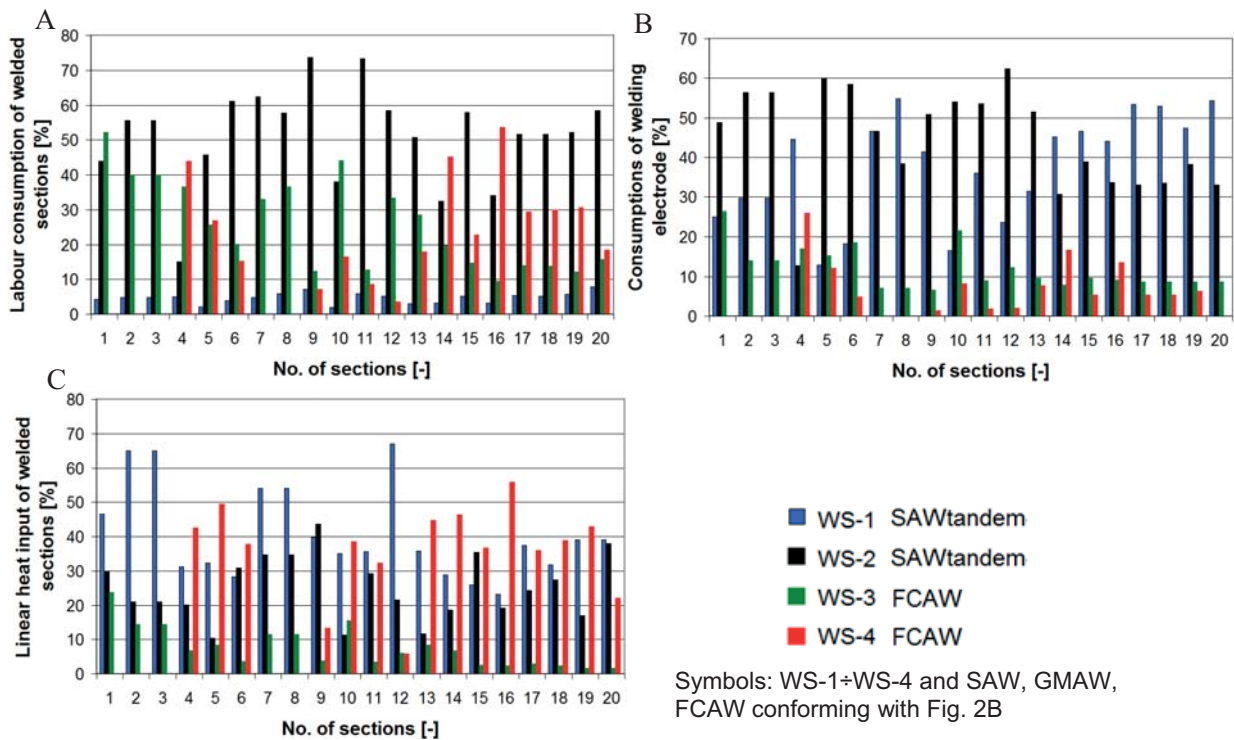 A
Labour consumption of welded
sections [%]
80
70
60
50
40
30
20
10
0
1 2 3 4 5 6 7 8 9 10 11 12 13 14 15 16 17 18 19 20
No. of sections [-]
B
Consumptions of welding
electrode [%]
70
60
50
40
30
20
10
0
1 2 3 4 5 6 7 8 9 10 11 12 13 14 15 16 17 18 19 20
No. of sections [-]
C
Linear heat input of welded
sections [%]
80
70
60
50
40
30
20
10
0
1 2 3 4 5 6 7 8 9 10 11 12 13 14 15 16 17 18 19 20
No. of sections [-]
WS-1 SAWtandem
WS-2 SAWtandem
WS-3 FCAW
WS-4 FCAW
Symbols: WS-1÷WS-4 and SAW, GMAW,
FCAW conforming with Fig. 2B